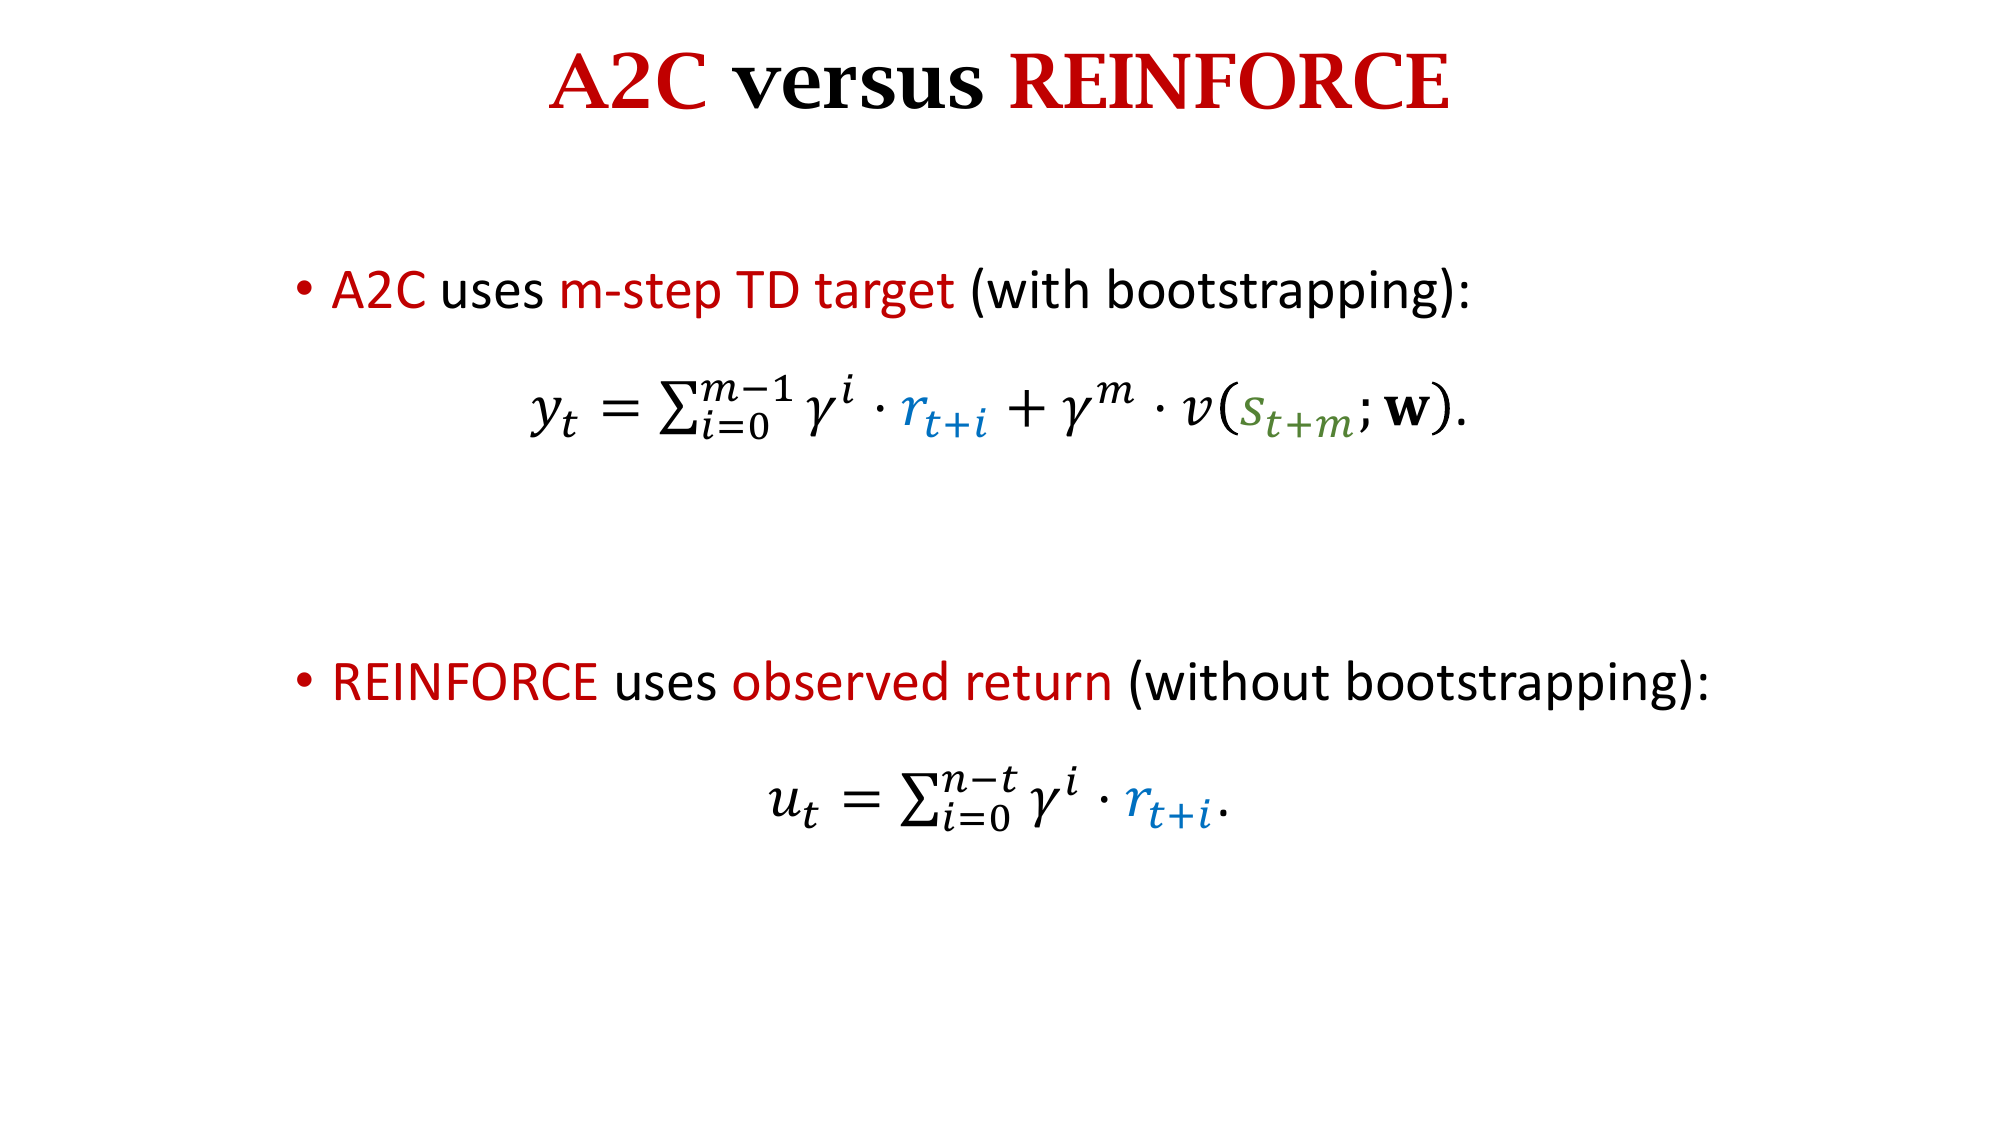 A2C versus REINFORCE
• A2C uses m-step TD target (with bootstrapping):
$y_t = \sum_{i=0}^{m-1} \gamma^i \cdot r_{t+i} + \gamma^m \cdot v(s_{t+m}; \mathbf{w}).$
• REINFORCE uses observed return (without bootstrapping):
$u_t = \sum_{i=0}^{n-t} \gamma^i \cdot r_{t+i}.$